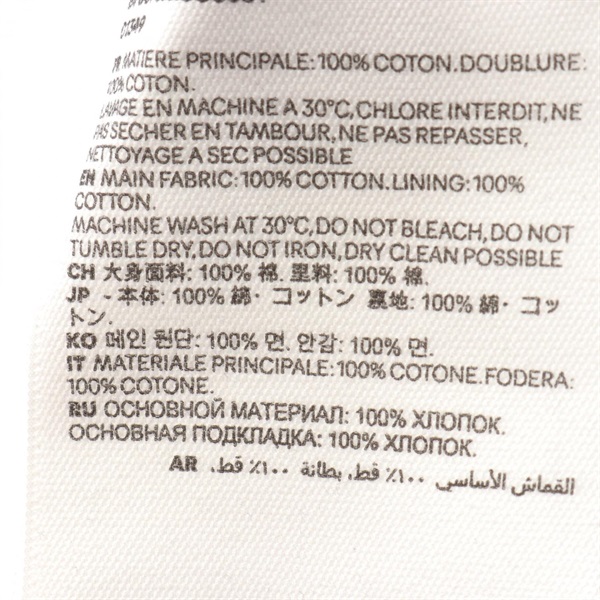 01349
FR MATIERE PRINCIPALE: 100% COTON. DOUBLURE:
100% COTON.
LAVAGE EN MACHINE A 30°C, CHLORE INTERDIT, NE
PAS SECHER EN TAMBOUR, NE PAS REPASSER,
NETTOYAGE A SEC POSSIBLE
EN MAIN FABRIC: 100% COTTON. LINING: 100%
COTTON.
MACHINE WASH AT 30°C, DO NOT BLEACH, DO NOT
TUMBLE DRY, DO NOT IRON, DRY CLEAN POSSIBLE
CH 大身面料: 100% 棉. 里料: 100% 棉.
JP - 本体: 100% 綿・ コットン 裏地: 100% 綿・ コッ
トン.
KO 메인 원단: 100% 면. 안감: 100% 면.
IT MATERIALE PRINCIPALE: 100% COTONE. FODERA:
100% COTONE.
RU ОСНОВНОЙ МАТЕРИАЛ: 100% ХЛОПОК.
ОСНОВНАЯ ПОДКЛАДКА: 100% ХЛОПОК.
القماش الأساسي ١٠٠٪ قط, بطانة ١٠٠٪ قط. AR